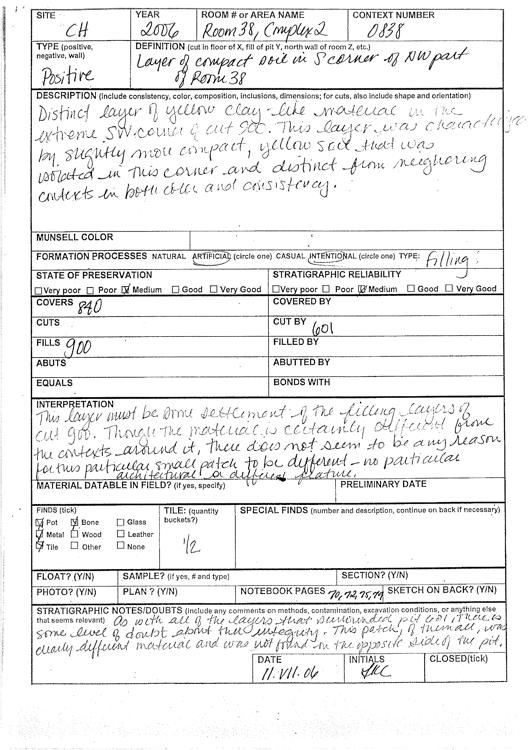 SITE YEAR ROOM # or AREA NAME CONTEXT NUMBER
CH 2006 Room 38, Complex 2 0838
TYPE (positive, negative, wall) DEFINITION (cut in floor of X, fill of pit Y, north wall of room Z, etc.)
Positive Layer of compact soil in S corner of NW part
of Room 38
DESCRIPTION (Include consistency, color, composition, inclusions, dimensions; for cuts, also include shape and orientation)
Distinct layer of yellow clay-like material in the
extreme SW corner of cut 900. This layer was characterized
by slightly more compact, yellow soil that was
isolated in this corner and distinct from neighboring
contexts in both color and consistency.
MUNSELL COLOR
FORMATION PROCESSES NATURAL ARTIFICIAL (circle one) CASUAL INTENTIONAL (circle one) TYPE: Filling?
STATE OF PRESERVATION STRATIGRAPHIC RELIABILITY
Very poor Poor Medium Good Very Good Very poor Poor Medium Good Very Good
COVERS 840 COVERED BY
CUTS CUT BY 601
FILLS 900 FILLED BY
ABUTS ABUTTED BY
EQUALS BONDS WITH
INTERPRETATION
This layer must be some settlement of the filling layers of
cut 900. Though the material is certainly different from
the contexts around it, there does not seem to be any reason
for this particular small patch to be different - no particular
architectural or different feature.
MATERIAL DATABLE IN FIELD? (if yes, specify) PRELIMINARY DATE
FINDS (tick) TILE: (quantity buckets?) SPECIAL FINDS (number and description, continue on back if necessary)
Pot Bone Glass
Metal Wood Leather
Tile Other None
1/2
FLOAT? (Y/N) SAMPLE? (if yes, # and type) SECTION? (Y/N)
PHOTO? (Y/N) PLAN? (Y/N) NOTEBOOK PAGES 70, 72, 75, 79 SKETCH ON BACK? (Y/N)
STRATIGRAPHIC NOTES/DOUBTS (include any comments on methods, contamination, excavation conditions, or anything else
that seems relevant) As with all of the layers that surrounded pit 601, there is
some level of doubt about their integrity. This patch, of them all, was
clearly different material and was not found on the opposite side of the pit.
DATE INITIALS CLOSED(tick)
11.VII.06